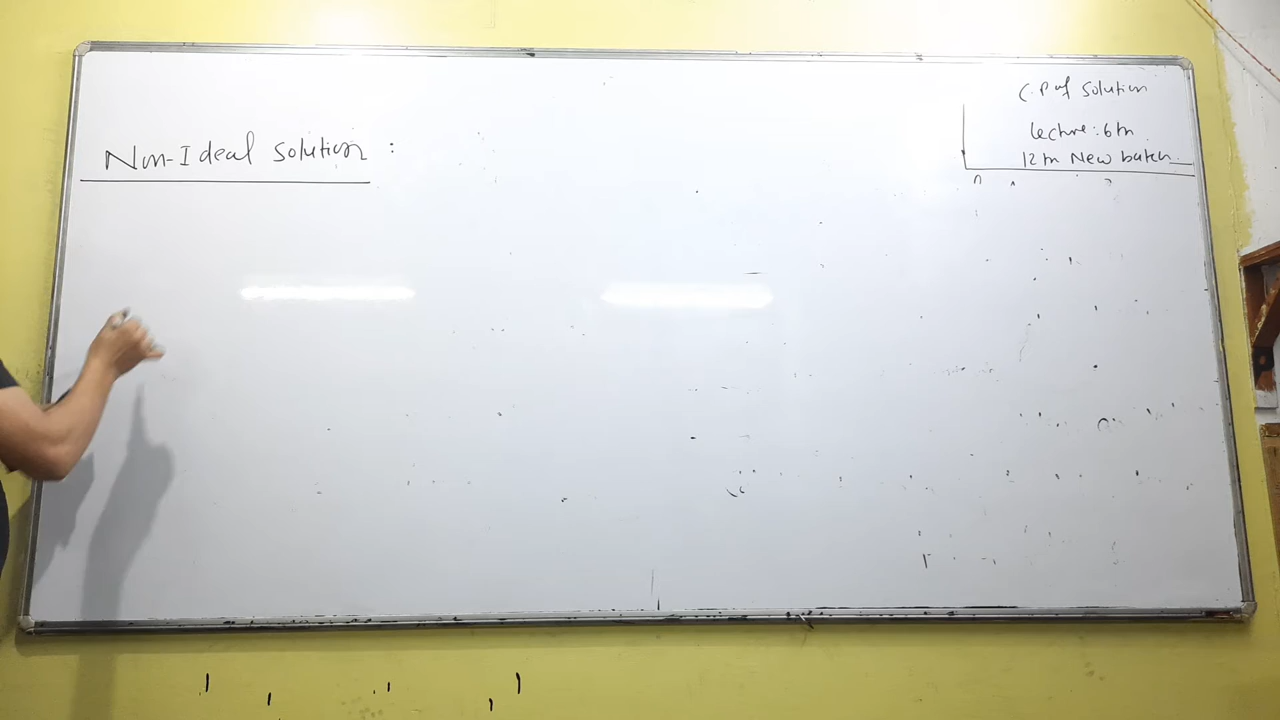 Non-Ideal Solution :
C.P of Solution
Lecture: 6th
12th New batch